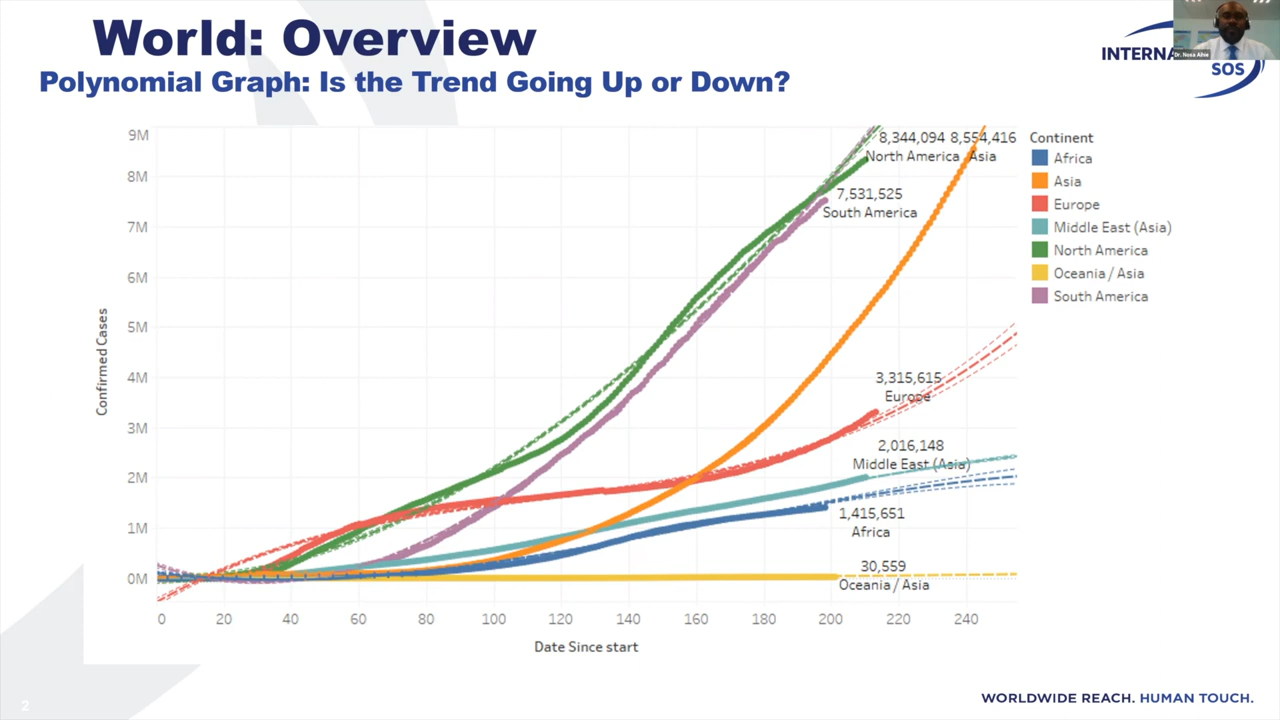 World: Overview
Polynomial Graph: Is the Trend Going Up or Down?
INTERNA
SOS
Dr. Nosa Aihie
9M
8M
7M
6M
5M
4M
3M
2M
1M
0M
Confirmed Cases
0 20 40 60 80 100 120 140 160 180 200 220 240
Date Since start
8,344,094 8,554,416
North America Asia
7,531,525
South America
3,315,615
Europe
2,016,148
Middle East (Asia)
1,415,651
Africa
30,559
Oceania / Asia
Continent
Africa
Asia
Europe
Middle East (Asia)
North America
Oceania / Asia
South America
2
WORLDWIDE REACH. HUMAN TOUCH.